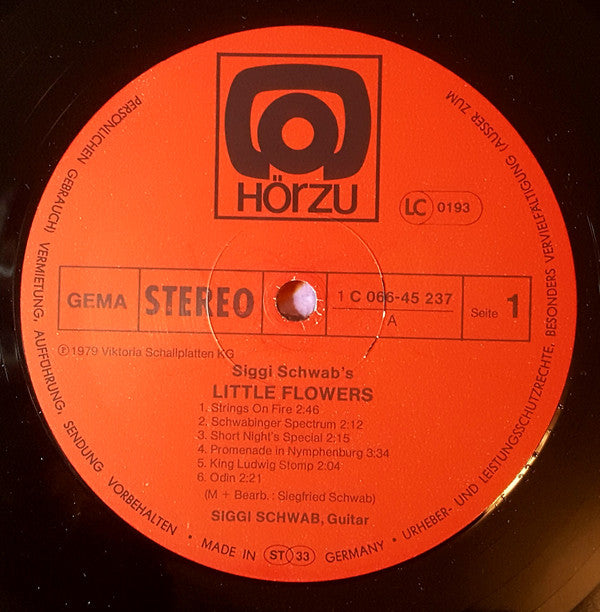 HÖRZU
LC 0193
GEMA
STEREO
1 C 066-45 237
A
Seite 1
℗1979 Viktoria Schallplatten KG
Siggi Schwab's
LITTLE FLOWERS
1. Strings On Fire 2:46
2. Schwabinger Spectrum 2:12
3. Short Night's Special 2:15
4. Promenade in Nymphenburg 3:34
5. King Ludwig Stomp 2:04
6. Odin 2:21
(M + Bearb.: Siegfried Schwab)
SIGGI SCHWAB, Guitar
MADE IN ST 33 GERMANY • URHEBER- UND LEISTUNGSSCHUTZRECHTE, BESONDERS VERVIELFÄLTIGUNG (AUSSER ZUM PERSÖNLICHEN GEBRAUCH) VERMIETUNG, AUFFÜHRUNG, SENDUNG VORBEHALTEN •